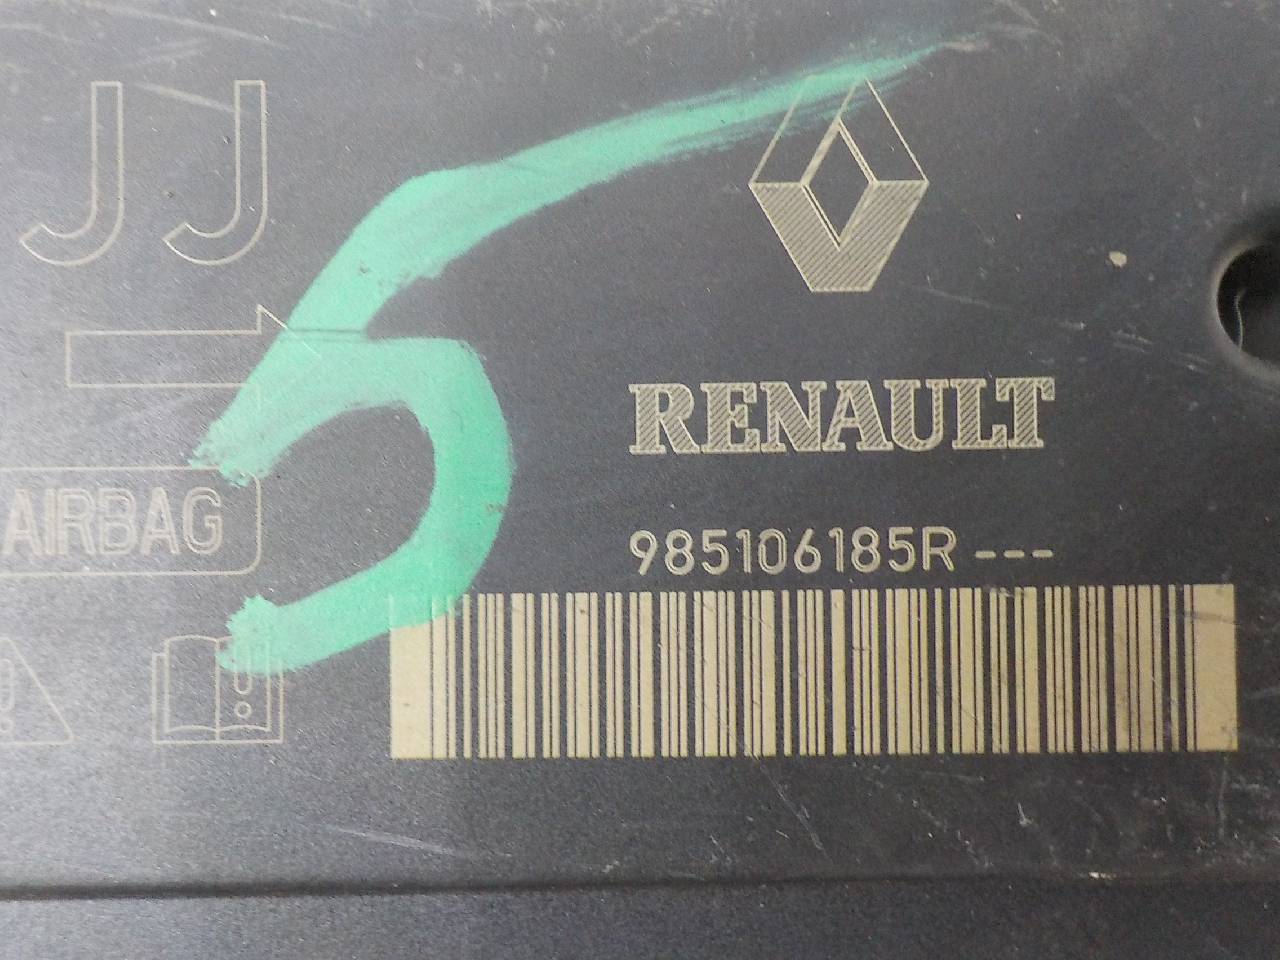 JJ
5
RENAULT
AIRBAG
985106185R---